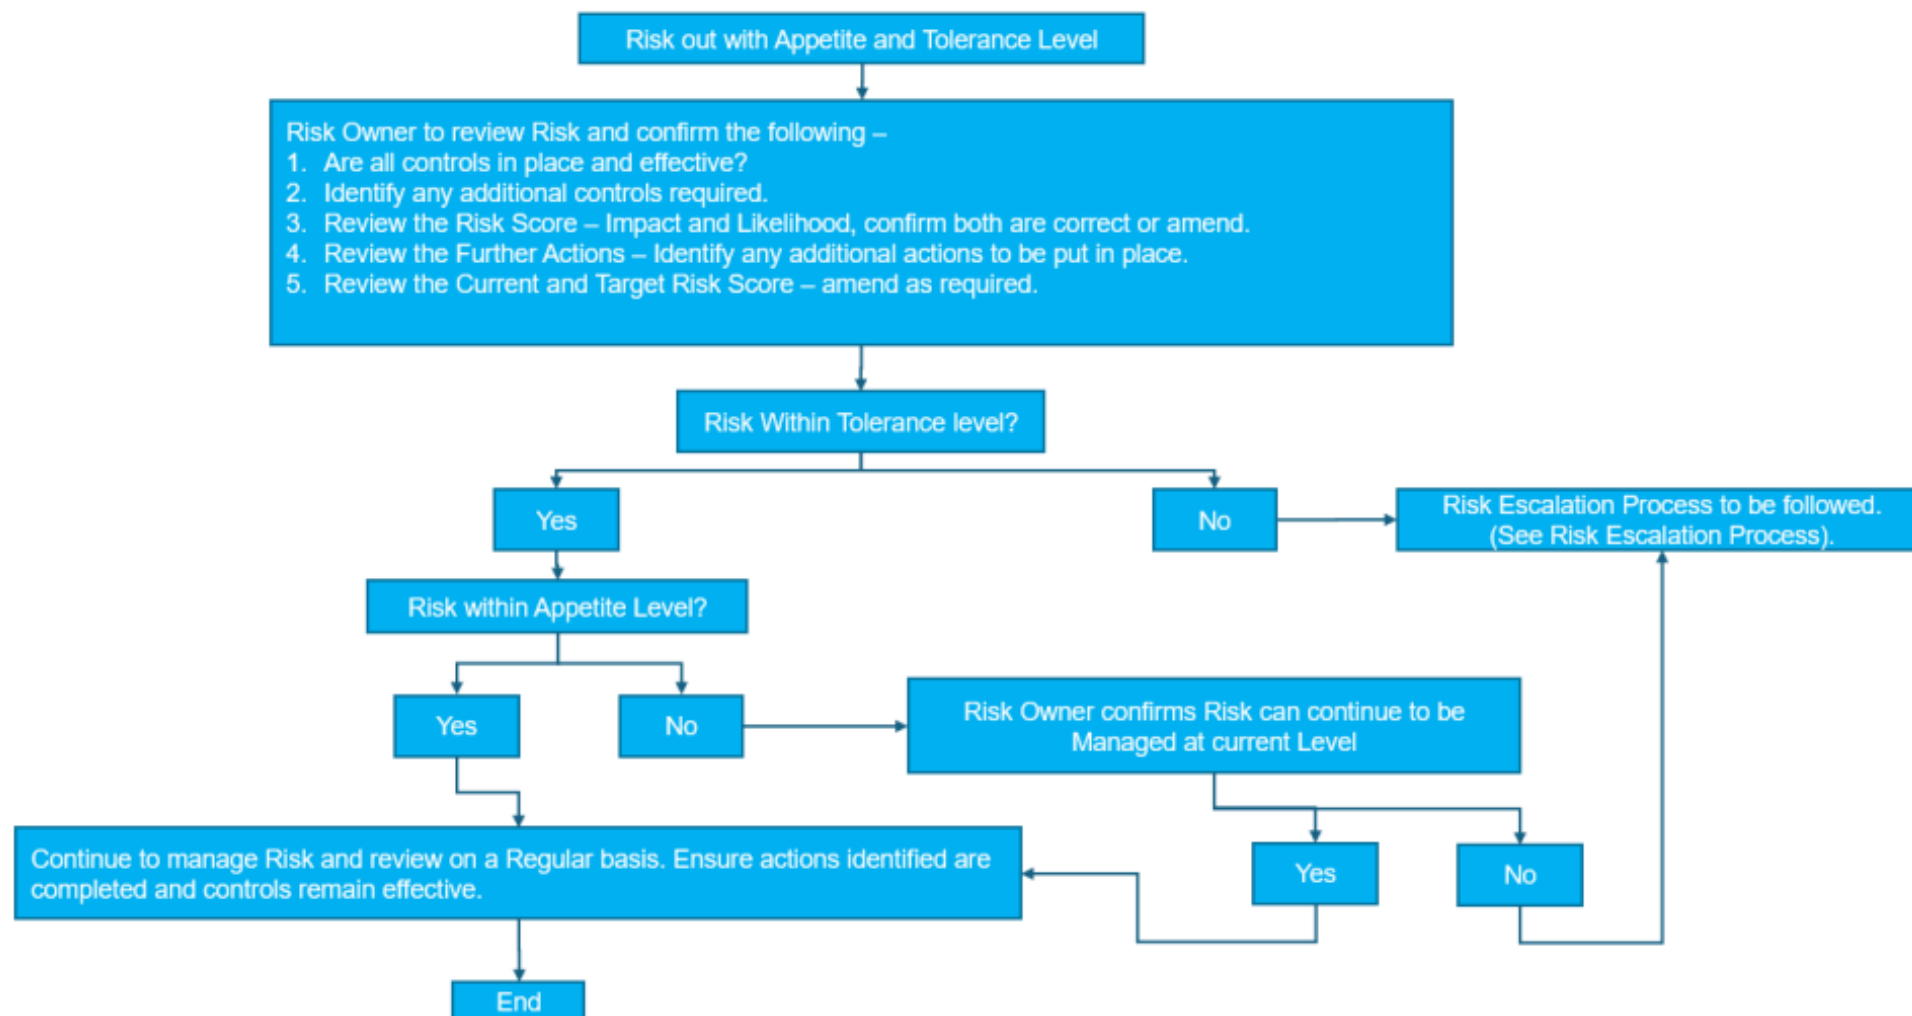 Risk out with Appetite and Tolerance Level
Risk Owner to review Risk and confirm the following –
1. Are all controls in place and effective?
2. Identify any additional controls required.
3. Review the Risk Score – Impact and Likelihood, confirm both are correct or amend.
4. Review the Further Actions – Identify any additional actions to be put in place.
5. Review the Current and Target Risk Score – amend as required.
Risk Within Tolerance level?
Yes
No
Risk Escalation Process to be followed.
(See Risk Escalation Process).
Risk within Appetite Level?
Yes
No
Risk Owner confirms Risk can continue to be
Managed at current Level
Continue to manage Risk and review on a Regular basis. Ensure actions identified are
completed and controls remain effective.
Yes
No
End